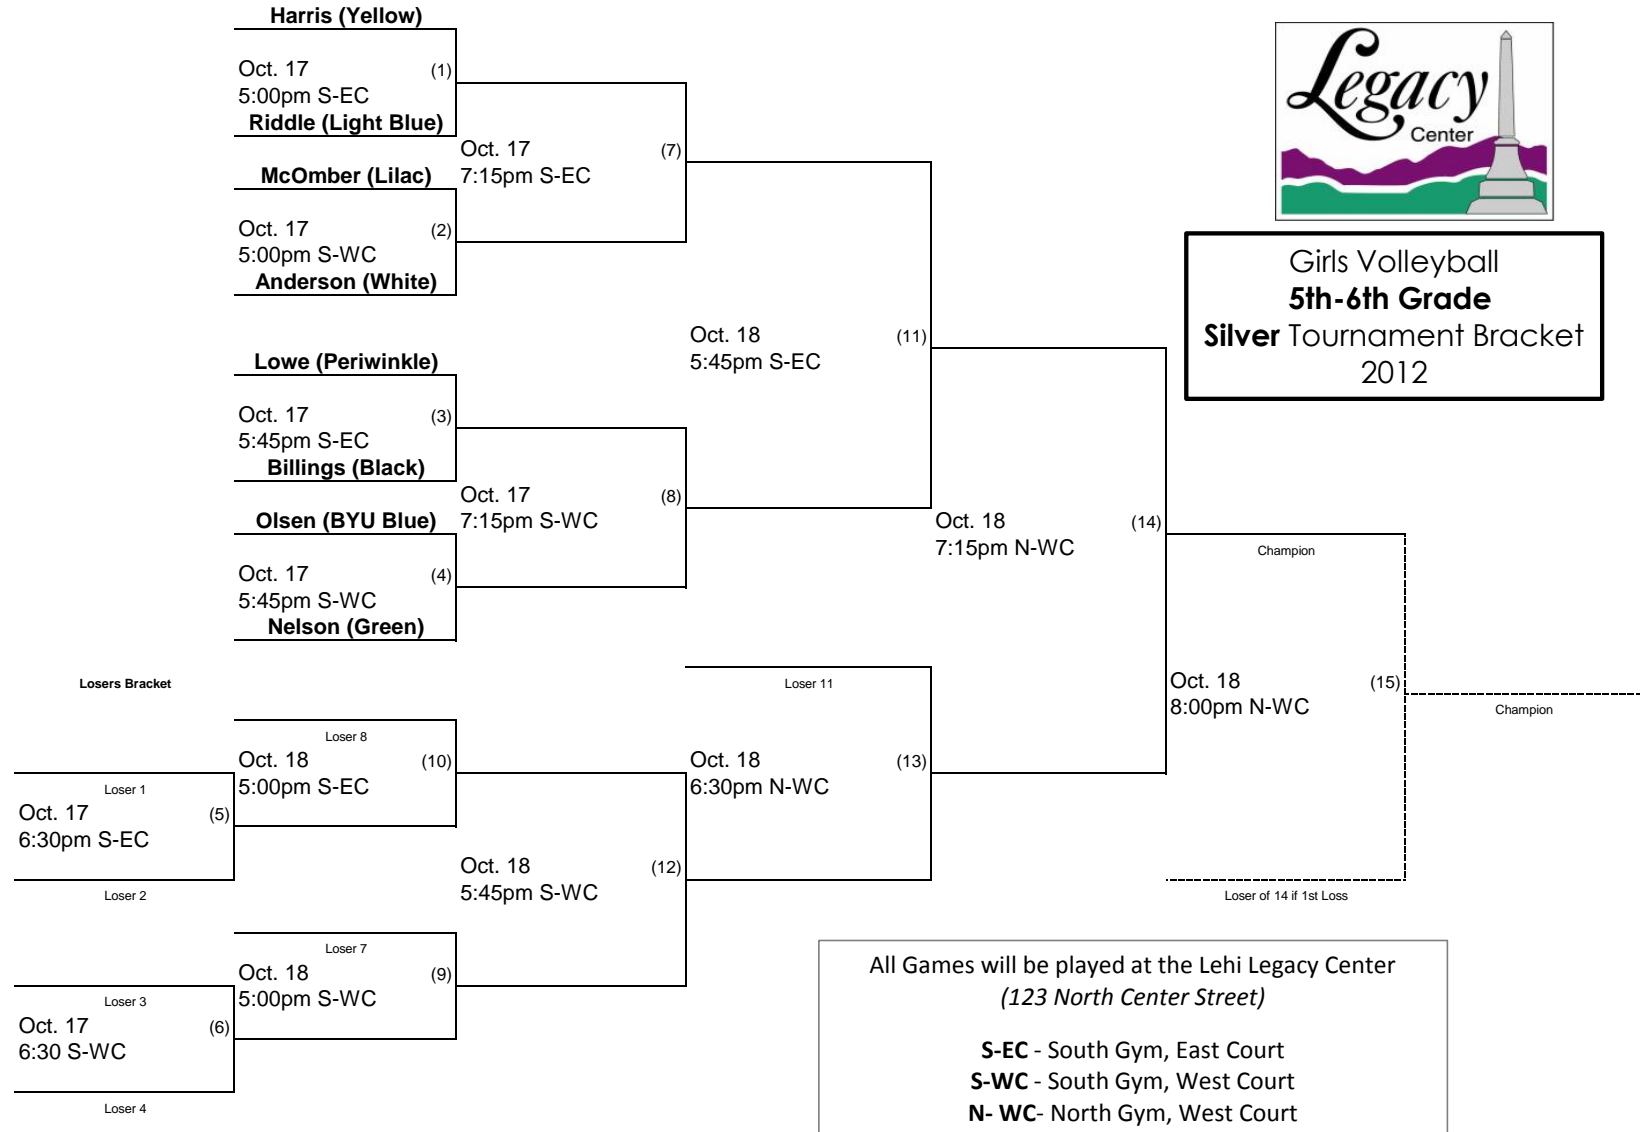 Harris (Yellow)
Oct. 17 (1)
5:00pm S-EC
Riddle (Light Blue)
Oct. 17 (7)
7:15pm S-EC
McOmber (Lilac)
Oct. 17 (2)
5:00pm S-WC
Anderson (White)
Oct. 18 (11)
5:45pm S-EC
Lowe (Periwinkle)
Oct. 17 (3)
5:45pm S-EC
Billings (Black)
Oct. 17 (8)
7:15pm S-WC
Olsen (BYU Blue)
Oct. 17 (4)
5:45pm S-WC
Nelson (Green)
Legacy
Center
Girls Volleyball
5th-6th Grade
Silver Tournament Bracket
2012
Oct. 18 (14)
7:15pm N-WC
Champion
Oct. 18 (15)
8:00pm N-WC
Champion
Loser of 14 if 1st Loss
Losers Bracket
Loser 11
Oct. 18 (13)
6:30pm N-WC
Loser 8
Oct. 18 (10)
5:00pm S-EC
Loser 1
Oct. 17 (5)
6:30pm S-EC
Loser 2
Oct. 18 (12)
5:45pm S-WC
Loser 7
Oct. 18 (9)
5:00pm S-WC
Loser 3
Oct. 17 (6)
6:30 S-WC
Loser 4
All Games will be played at the Lehi Legacy Center
(123 North Center Street)
S-EC - South Gym, East Court
S-WC - South Gym, West Court
N- WC- North Gym, West Court